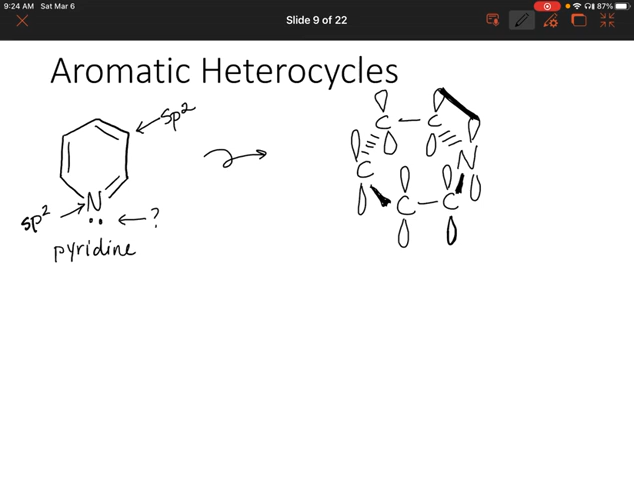 9:24 AM Sat Mar 6
87%
Slide 9 of 22
Aromatic Heterocycles
sp²
C — C
N
C
C — C
N
sp²
?
pyridine